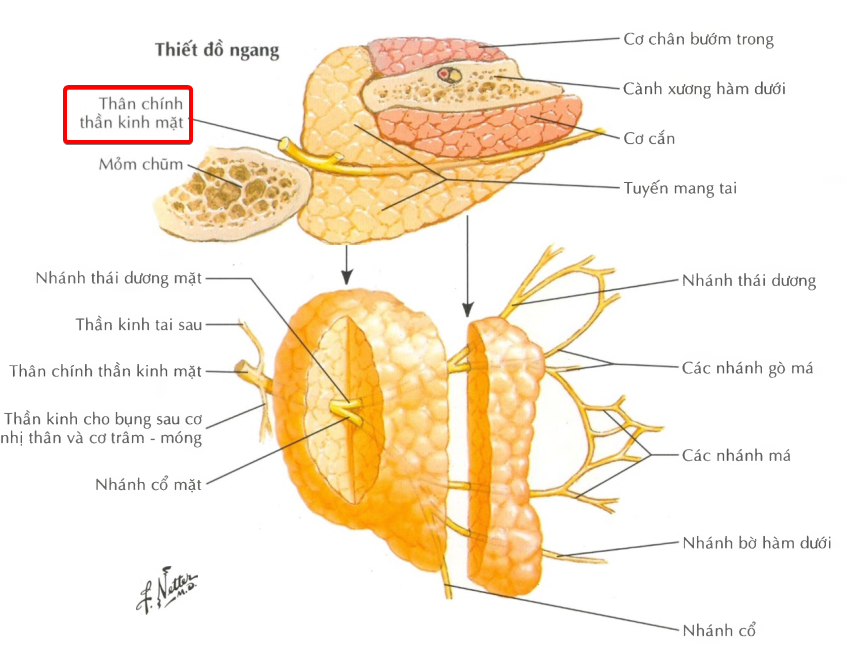 Thiết đồ ngang
Thân chính
thần kinh mặt
Mỏm chũm
Cơ chân bướm trong
Cành xương hàm dưới
Cơ cắn
Tuyến mang tai
Nhánh thái dương mặt
Thần kinh tai sau
Thân chính thần kinh mặt
Thần kinh cho bụng sau cơ
nhị thân và cơ trâm - móng
Nhánh cổ mặt
Nhánh thái dương
Các nhánh gò má
Các nhánh má
Nhánh bờ hàm dưới
Nhánh cổ
F. Netter
M.D.